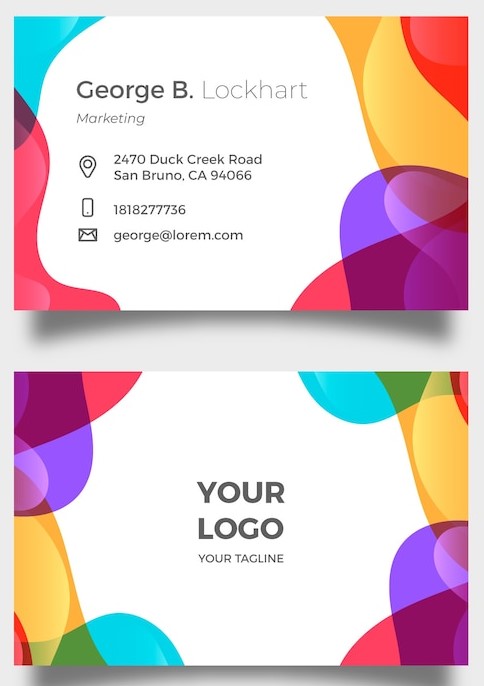 George B. Lockhart
Marketing
2470 Duck Creek Road
San Bruno, CA 94066
1818277736
george@lorem.com
YOUR
LOGO
YOUR TAGLINE